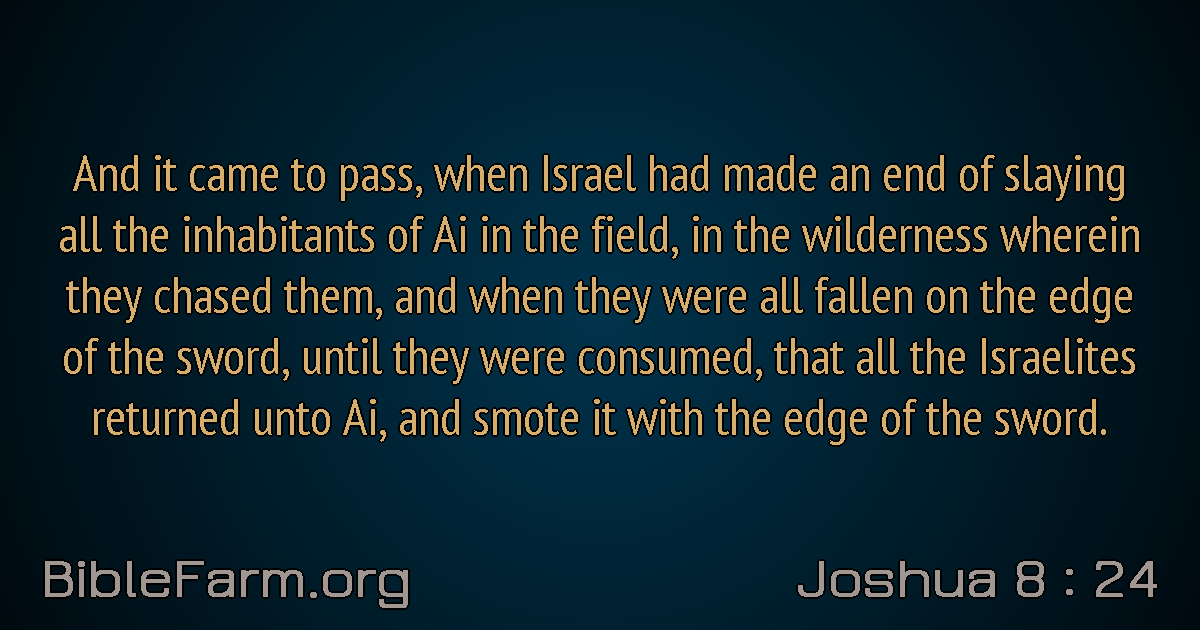 And it came to pass, when Israel had made an end of slaying
all the inhabitants of Ai in the field, in the wilderness wherein
they chased them, and when they were all fallen on the edge
of the sword, until they were consumed, that all the Israelites
returned unto Ai, and smote it with the edge of the sword.
BibleFarm.org
Joshua 8 : 24